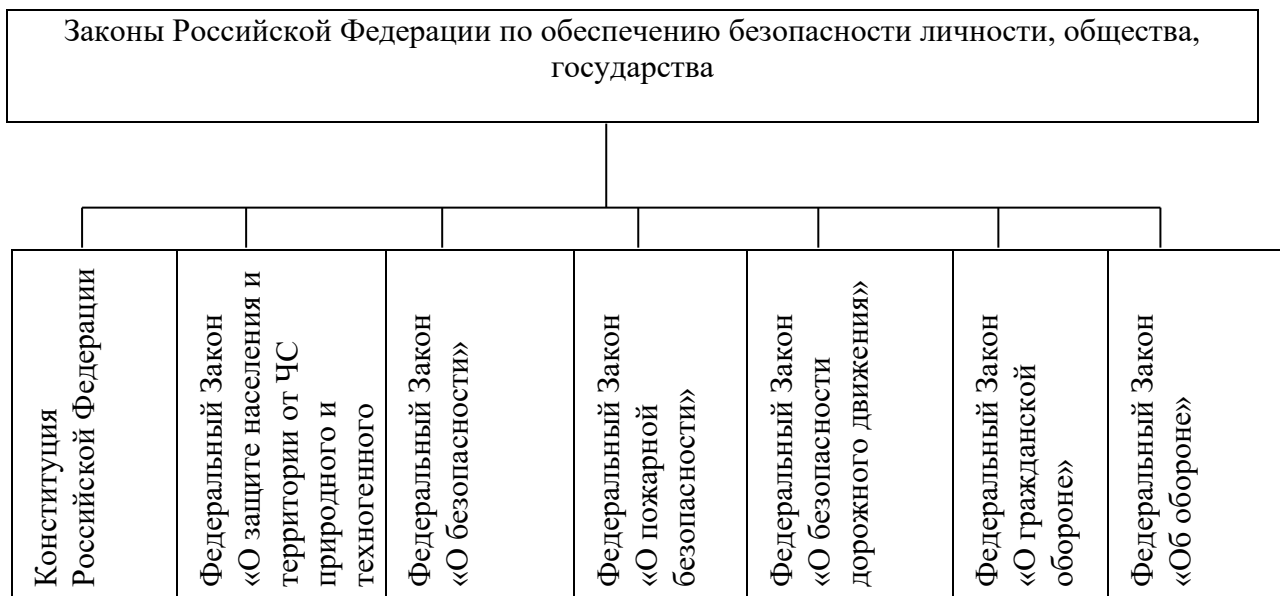 Законы Российской Федерации по обеспечению безопасности личности, общества,
государства
Конституция
Российской Федерации
Федеральный Закон
«О защите населения и
территории от ЧС
природного и
техногенного
Федеральный Закон
«О безопасности»
Федеральный Закон
«О пожарной
безопасности»
Федеральный Закон
«О безопасности
дорожного движения»
Федеральный Закон
«О гражданской
обороне»
Федеральный Закон
«Об обороне»